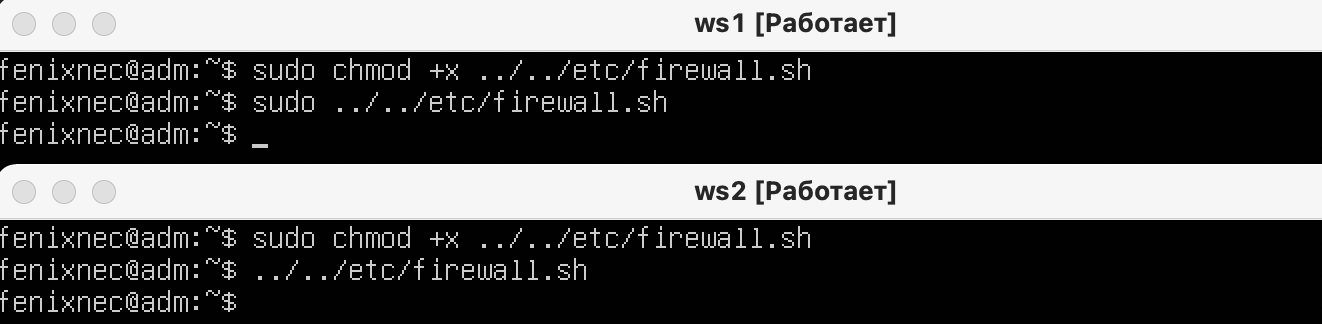 ws1 [Работает]
fenixnec@adm:~$ sudo chmod +x ../../etc/firewall.sh
fenixnec@adm:~$ sudo ../../etc/firewall.sh
fenixnec@adm:~$ _
ws2 [Работает]
fenixnec@adm:~$ sudo chmod +x ../../etc/firewall.sh
fenixnec@adm:~$ ../../etc/firewall.sh
fenixnec@adm:~$